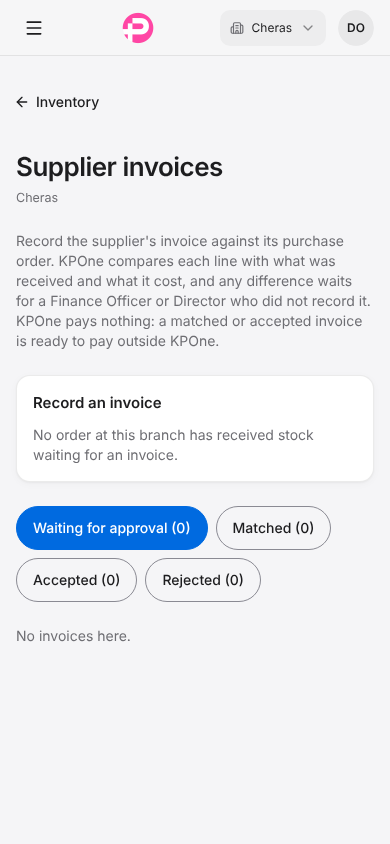 Cheras
DO
Inventory
Supplier invoices
Cheras
Record the supplier's invoice against its purchase
order. KPOne compares each line with what was
received and what it cost, and any difference waits
for a Finance Officer or Director who did not record it.
KPOne pays nothing: a matched or accepted invoice
is ready to pay outside KPOne.
Record an invoice
No order at this branch has received stock
waiting for an invoice.
Waiting for approval (0)
Matched (0)
Accepted (0)
Rejected (0)
No invoices here.